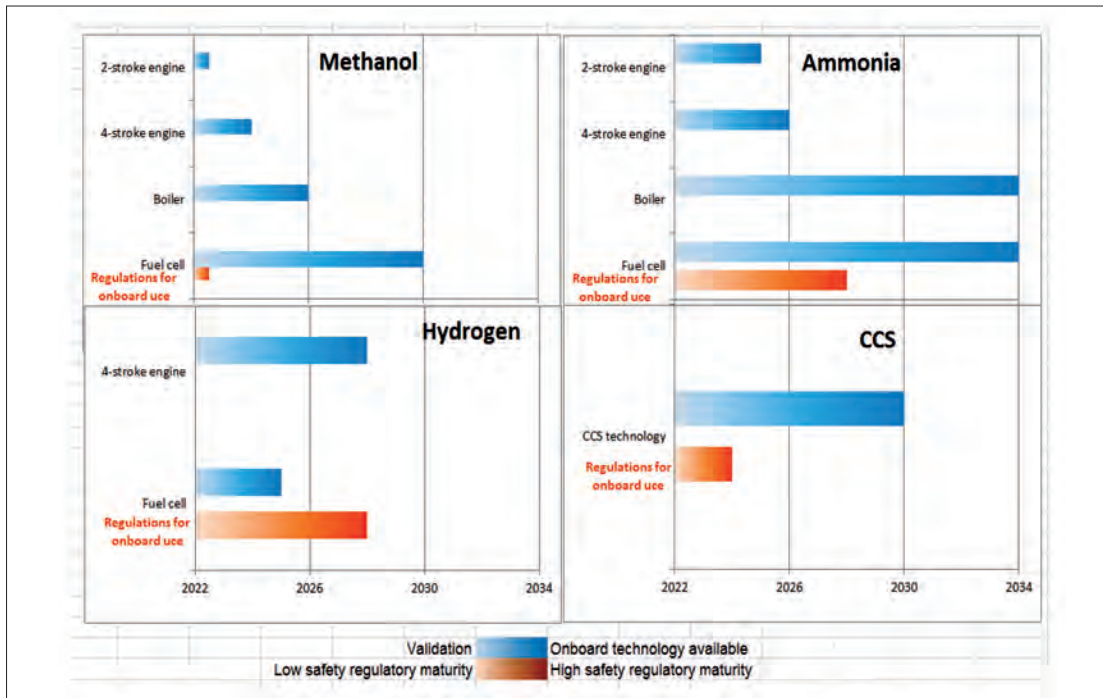 Methanol
2-stroke engine
4-stroke engine
Boiler
Fuel cell
Regulations for
onboard uce
Ammonia
2-stroke engine
4-stroke engine
Boiler
Fuel cell
Regulations for
onboard uce
Hydrogen
4-stroke engine
Fuel cell
Regulations for
onboard uce
2022 2026 2030 2034
CCS
CCS technology
Regulations for
onboard uce
2022 2026 2030 2034
Validation Onboard technology available
Low safety regulatory maturity High safety regulatory maturity